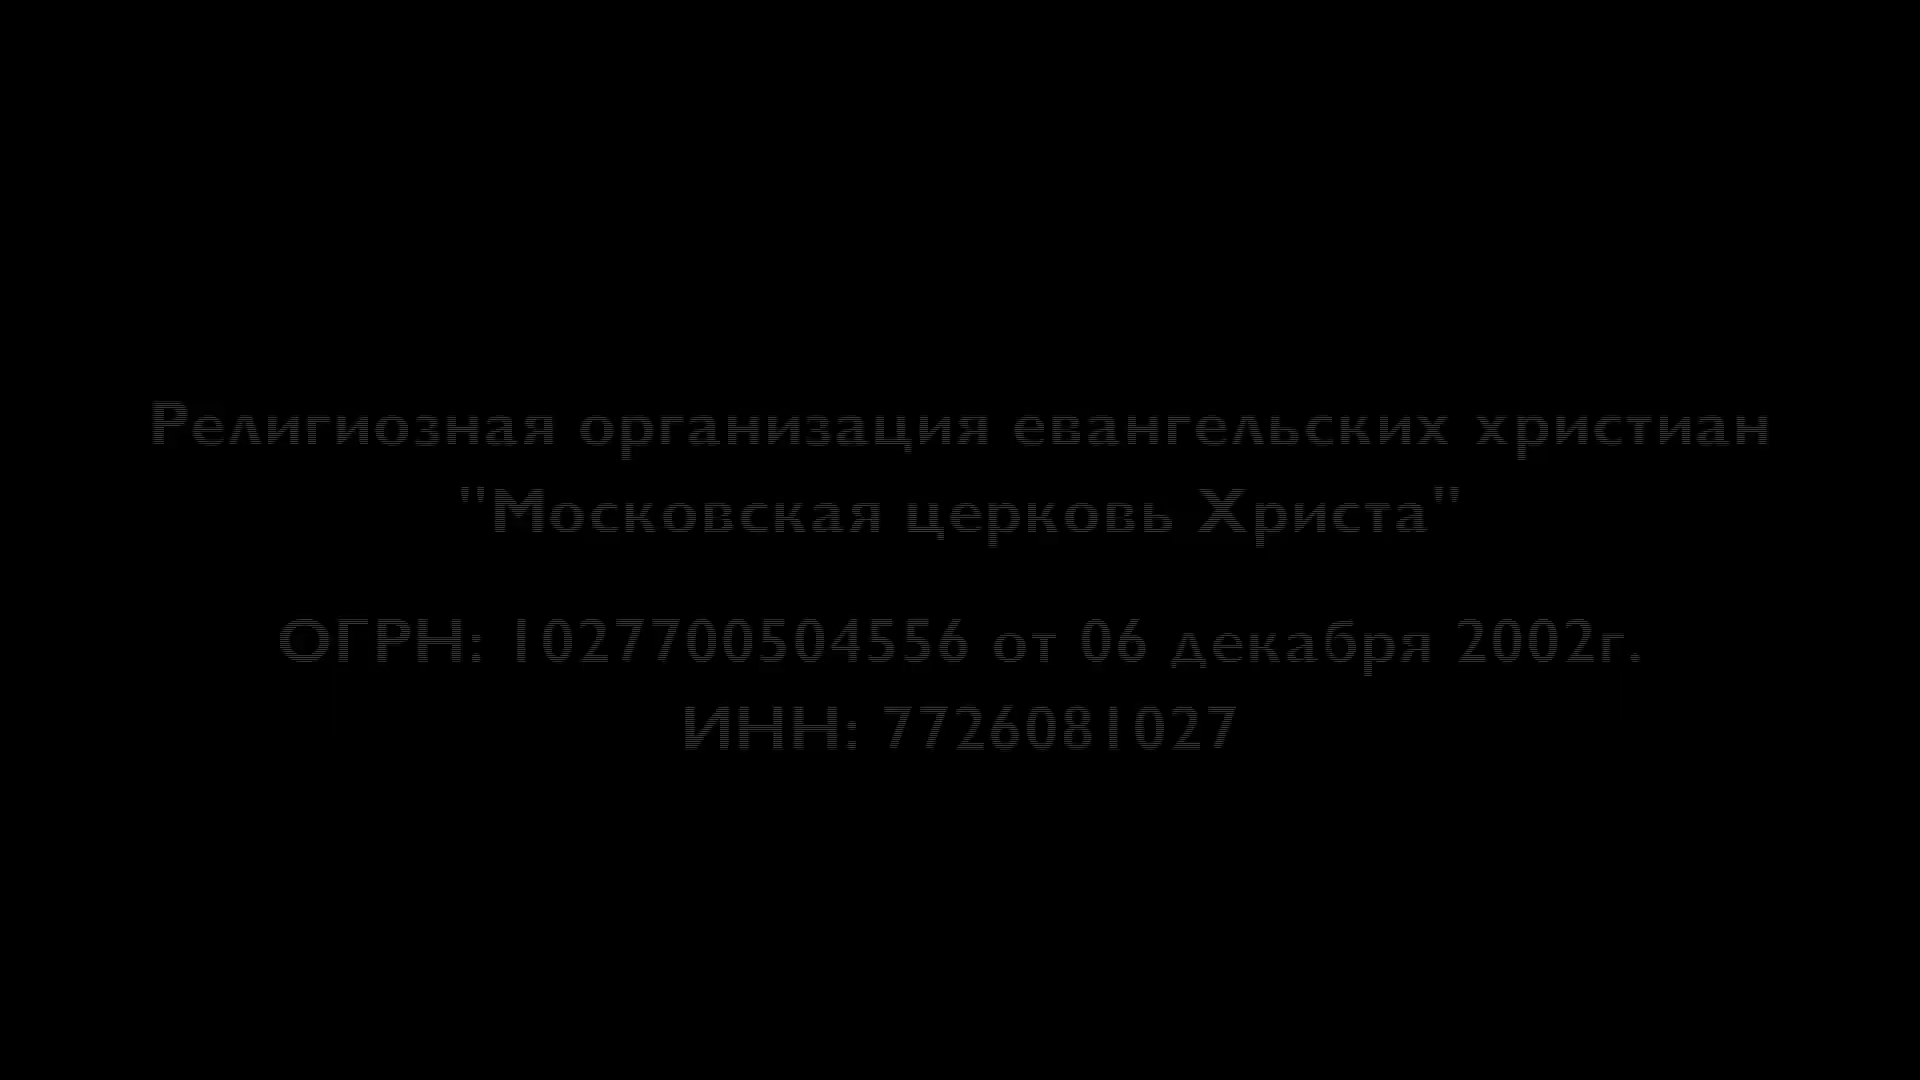 Религиозная организация евангельских христиан
"Московская церковь Христа"
ОГРН: 1027700504556 от 06 декабря 2002г.
ИНН: 7726081027